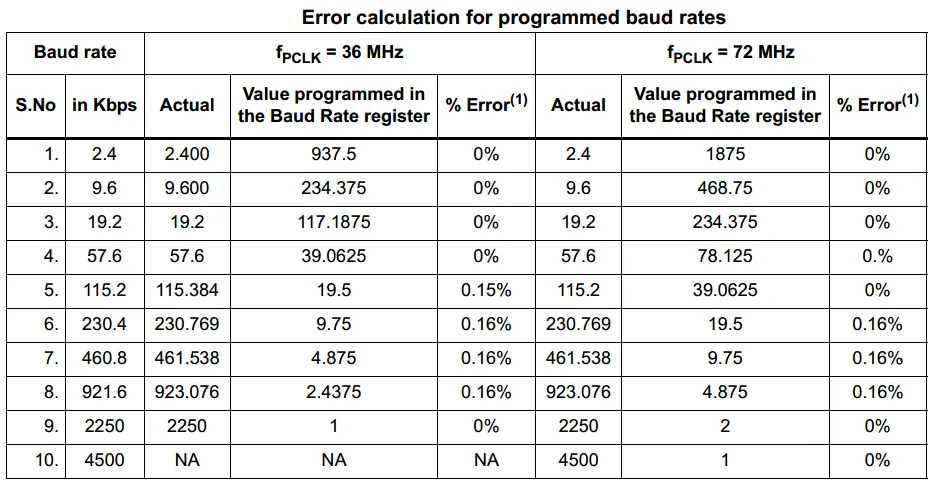 Error calculation for programmed baud rates
Baud rate fPCLK = 36 MHz fPCLK = 72 MHz
S.No in Kbps Actual Value programmed in the Baud Rate register % Error(1) Actual Value programmed in the Baud Rate register % Error(1)
1. 2.4 2.400 937.5 0% 2.4 1875 0%
2. 9.6 9.600 234.375 0% 9.6 468.75 0%
3. 19.2 19.2 117.1875 0% 19.2 234.375 0%
4. 57.6 57.6 39.0625 0% 57.6 78.125 0.%
5. 115.2 115.384 19.5 0.15% 115.2 39.0625 0%
6. 230.4 230.769 9.75 0.16% 230.769 19.5 0.16%
7. 460.8 461.538 4.875 0.16% 461.538 9.75 0.16%
8. 921.6 923.076 2.4375 0.16% 923.076 4.875 0.16%
9. 2250 2250 1 0% 2250 2 0%
10. 4500 NA NA NA 4500 1 0%